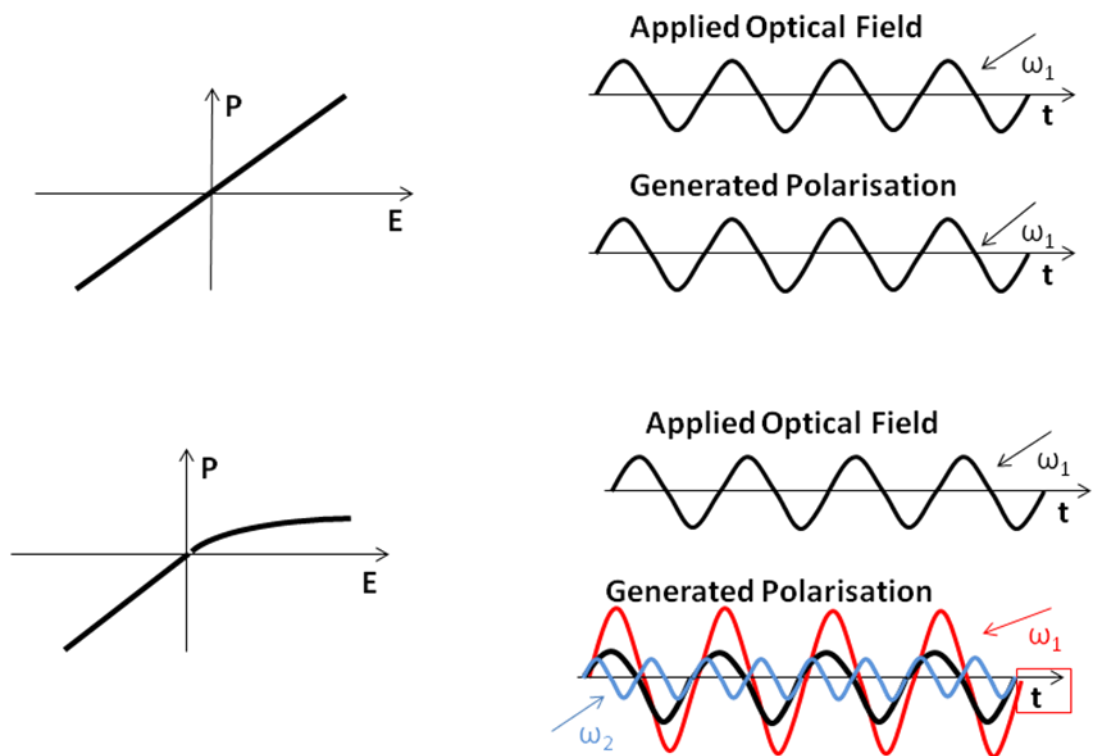 Applied Optical Field
ω1
t
P
E
Generated Polarisation
ω1
t
Applied Optical Field
ω1
t
P
E
Generated Polarisation
ω1
t
ω2